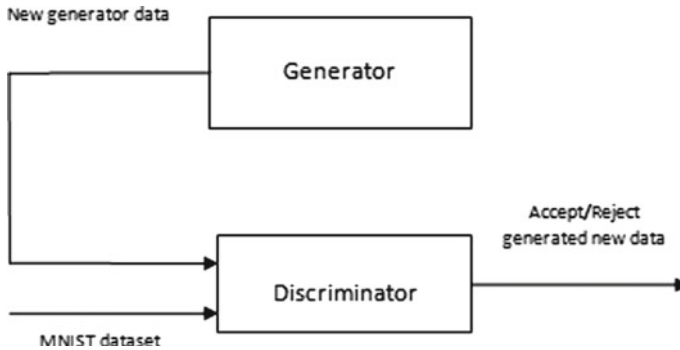 New generator data
Generator
Accept/Reject
generated new data
Discriminator
MNIST dataset